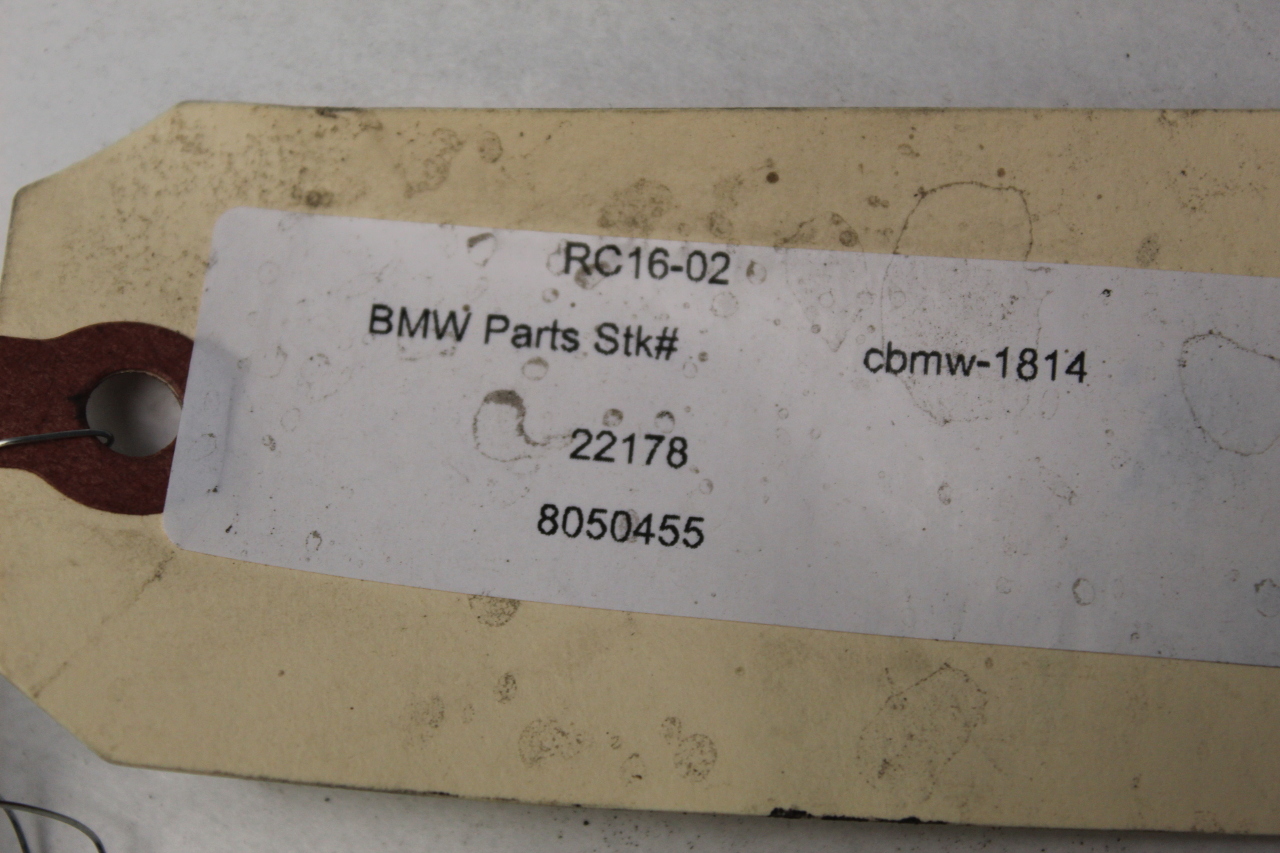 RC16-02
BMW Parts Stk# cbmw-1814
22178
8050455